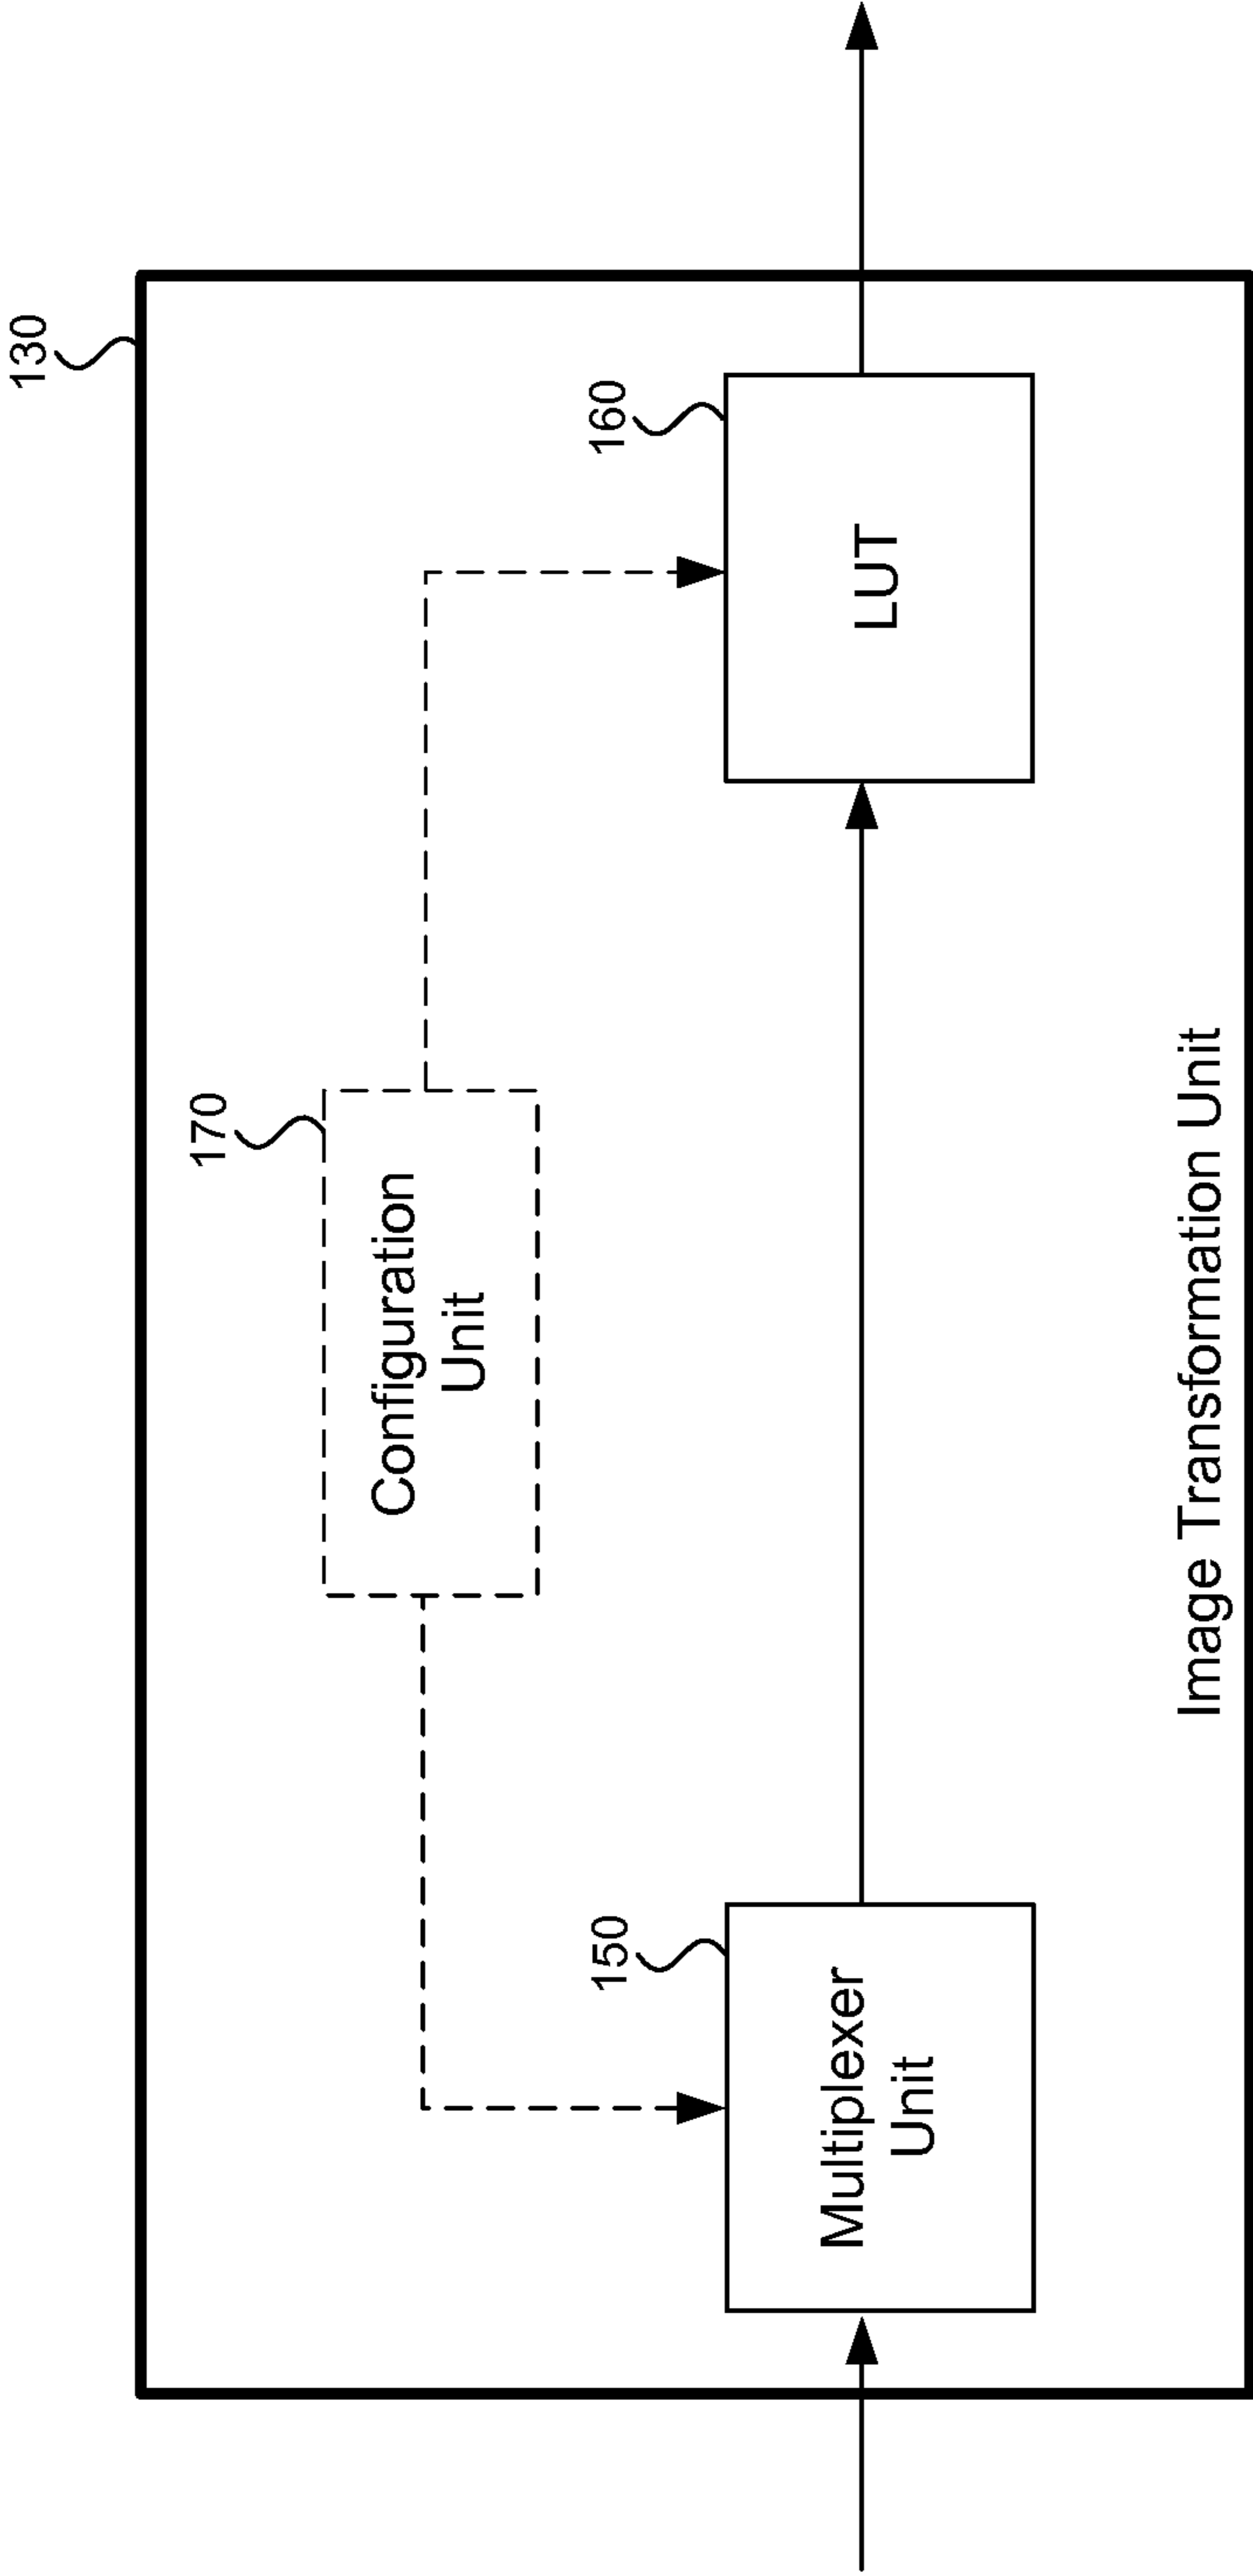 130
170
Configuration
Unit
150
Multiplexer
Unit
160
LUT
Image Transformation Unit